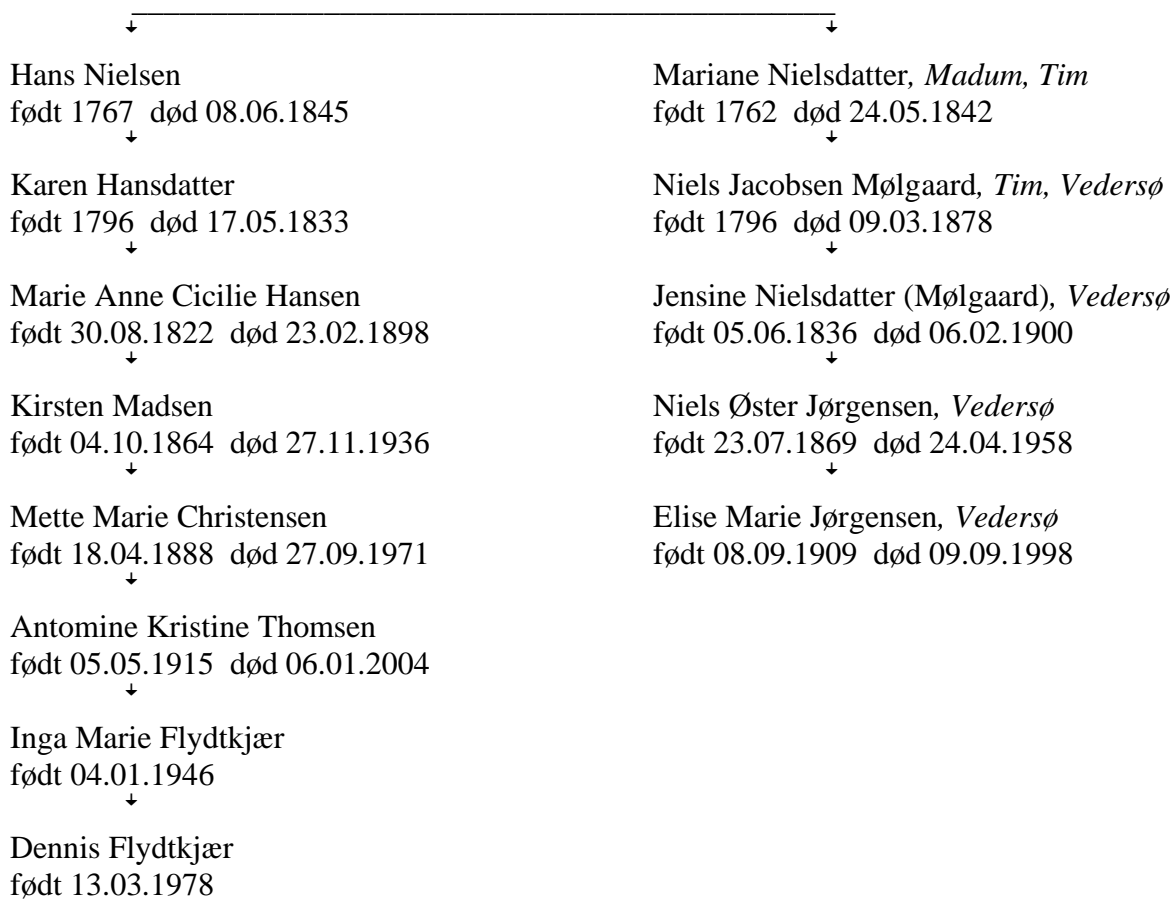 Hans Nielsen
født 1767  død 08.06.1845
Karen Hansdatter
født 1796  død 17.05.1833
Marie Anne Cicilie Hansen
født 30.08.1822  død 23.02.1898
Kirsten Madsen
født 04.10.1864  død 27.11.1936
Mette Marie Christensen
født 18.04.1888  død 27.09.1971
Antomine Kristine Thomsen
født 05.05.1915  død 06.01.2004
Inga Marie Flydtkjær
født 04.01.1946
Dennis Flydtkjær
født 13.03.1978
Mariane Nielsdatter, Madum, Tim
født 1762  død 24.05.1842
Niels Jacobsen Mølgaard, Tim, Vedersø
født 1796  død 09.03.1878
Jensine Nielsdatter (Mølgaard), Vedersø
født 05.06.1836  død 06.02.1900
Niels Øster Jørgensen, Vedersø
født 23.07.1869  død 24.04.1958
Elise Marie Jørgensen, Vedersø
født 08.09.1909  død 09.09.1998